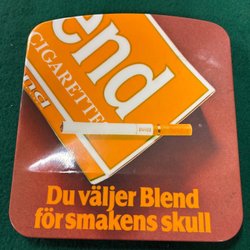 end
CIGARETTE
Du väljer Blend
för smakens skull